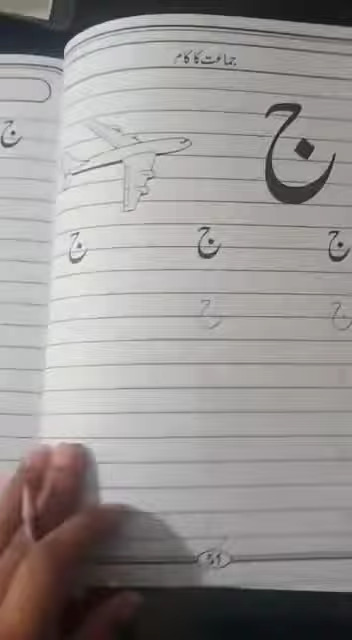 جماعت کا کام
ج
ج ج ج
ج ج
ج